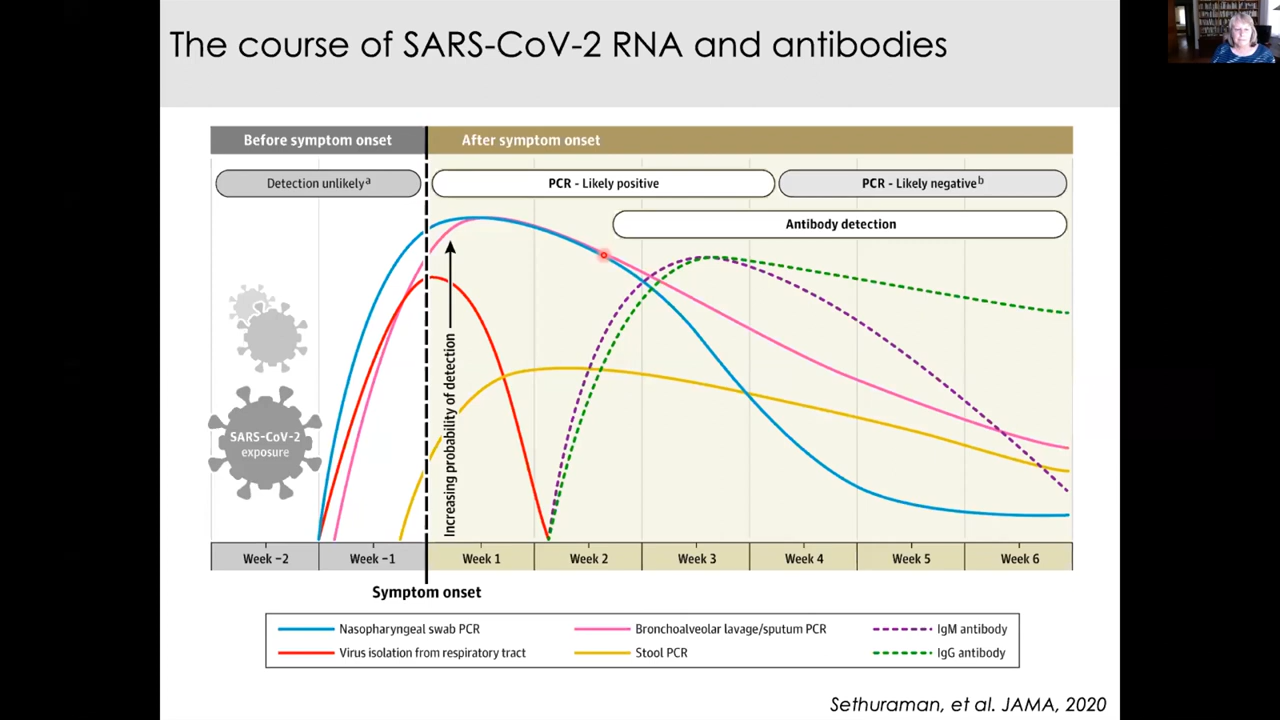 The course of SARS-CoV-2 RNA and antibodies
Before symptom onset
After symptom onset
Detection unlikelyᵃ
PCR - Likely positive
PCR - Likely negativeᵇ
Antibody detection
Increasing probability of detection
SARS-CoV-2
exposure
Week –2
Week –1
Week 1
Week 2
Week 3
Week 4
Week 5
Week 6
Symptom onset
Nasopharyngeal swab PCR
Bronchoalveolar lavage/sputum PCR
IgM antibody
Virus isolation from respiratory tract
Stool PCR
IgG antibody
Sethuraman, et al. JAMA, 2020